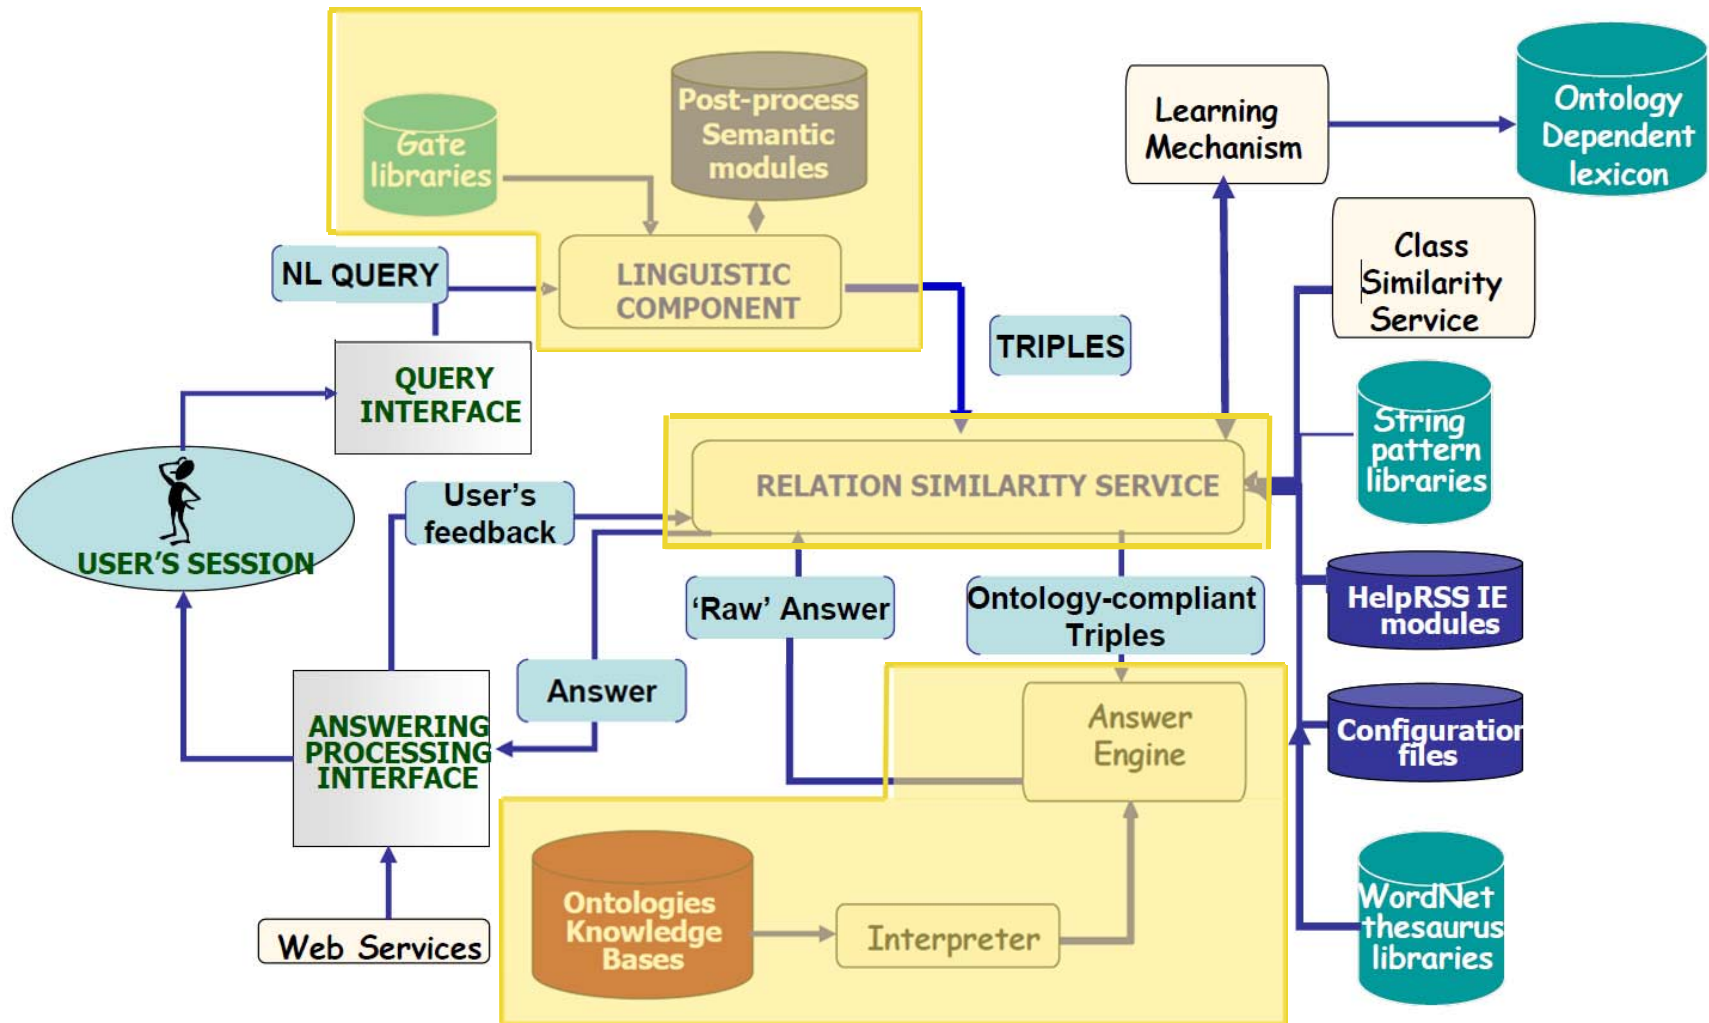 Post-process
Semantic
modules
Gate
libraries
Learning
Mechanism
Ontology
Dependent
lexicon
NL QUERY
LINGUISTIC
COMPONENT
Class
Similarity
Service
TRIPLES
QUERY
INTERFACE
String
pattern
libraries
RELATION SIMILARITY SERVICE
User's
feedback
USER'S SESSION
'Raw' Answer
Ontology-compliant
Triples
HelpRSS IE
modules
Answer
ANSWERING
PROCESSING
INTERFACE
Answer
Engine
Configuration
files
Ontologies
Knowledge
Bases
Interpreter
WordNet
thesaurus
libraries
Web Services